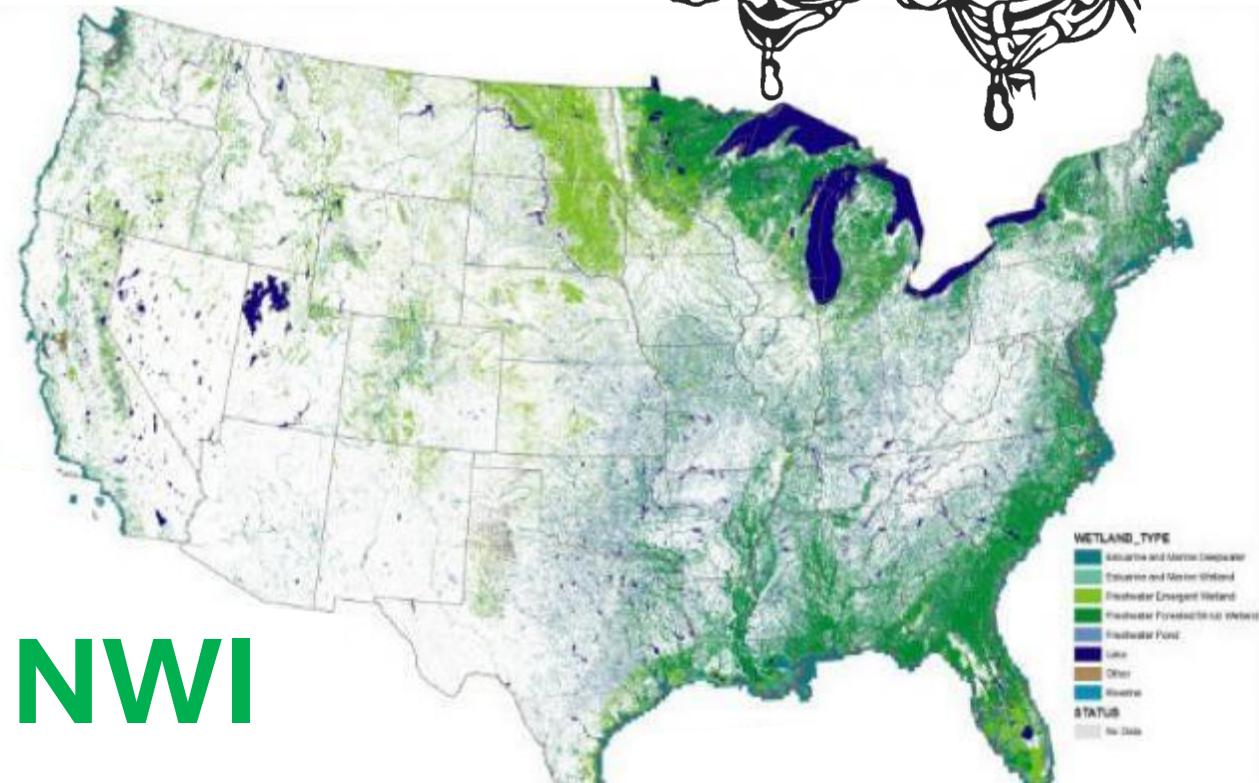 WETLAND_TYPE
Estuarine and Marine Deepwater
Estuarine and Marine Wetland
Freshwater Emergent Wetland
Freshwater Forested/Shrub Wetland
Freshwater Pond
Lake
Other
Riverine
STATUS
No Data
NWI